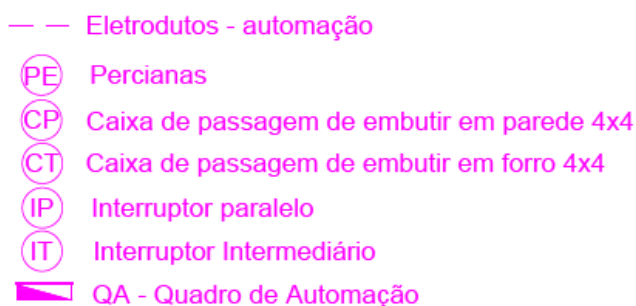 Eletrodutos - automação
PE Percianas
CP Caixa de passagem de embutir em parede 4x4
CT Caixa de passagem de embutir em forro 4x4
IP Interruptor paralelo
IT Interruptor Intermediário
QA - Quadro de Automação